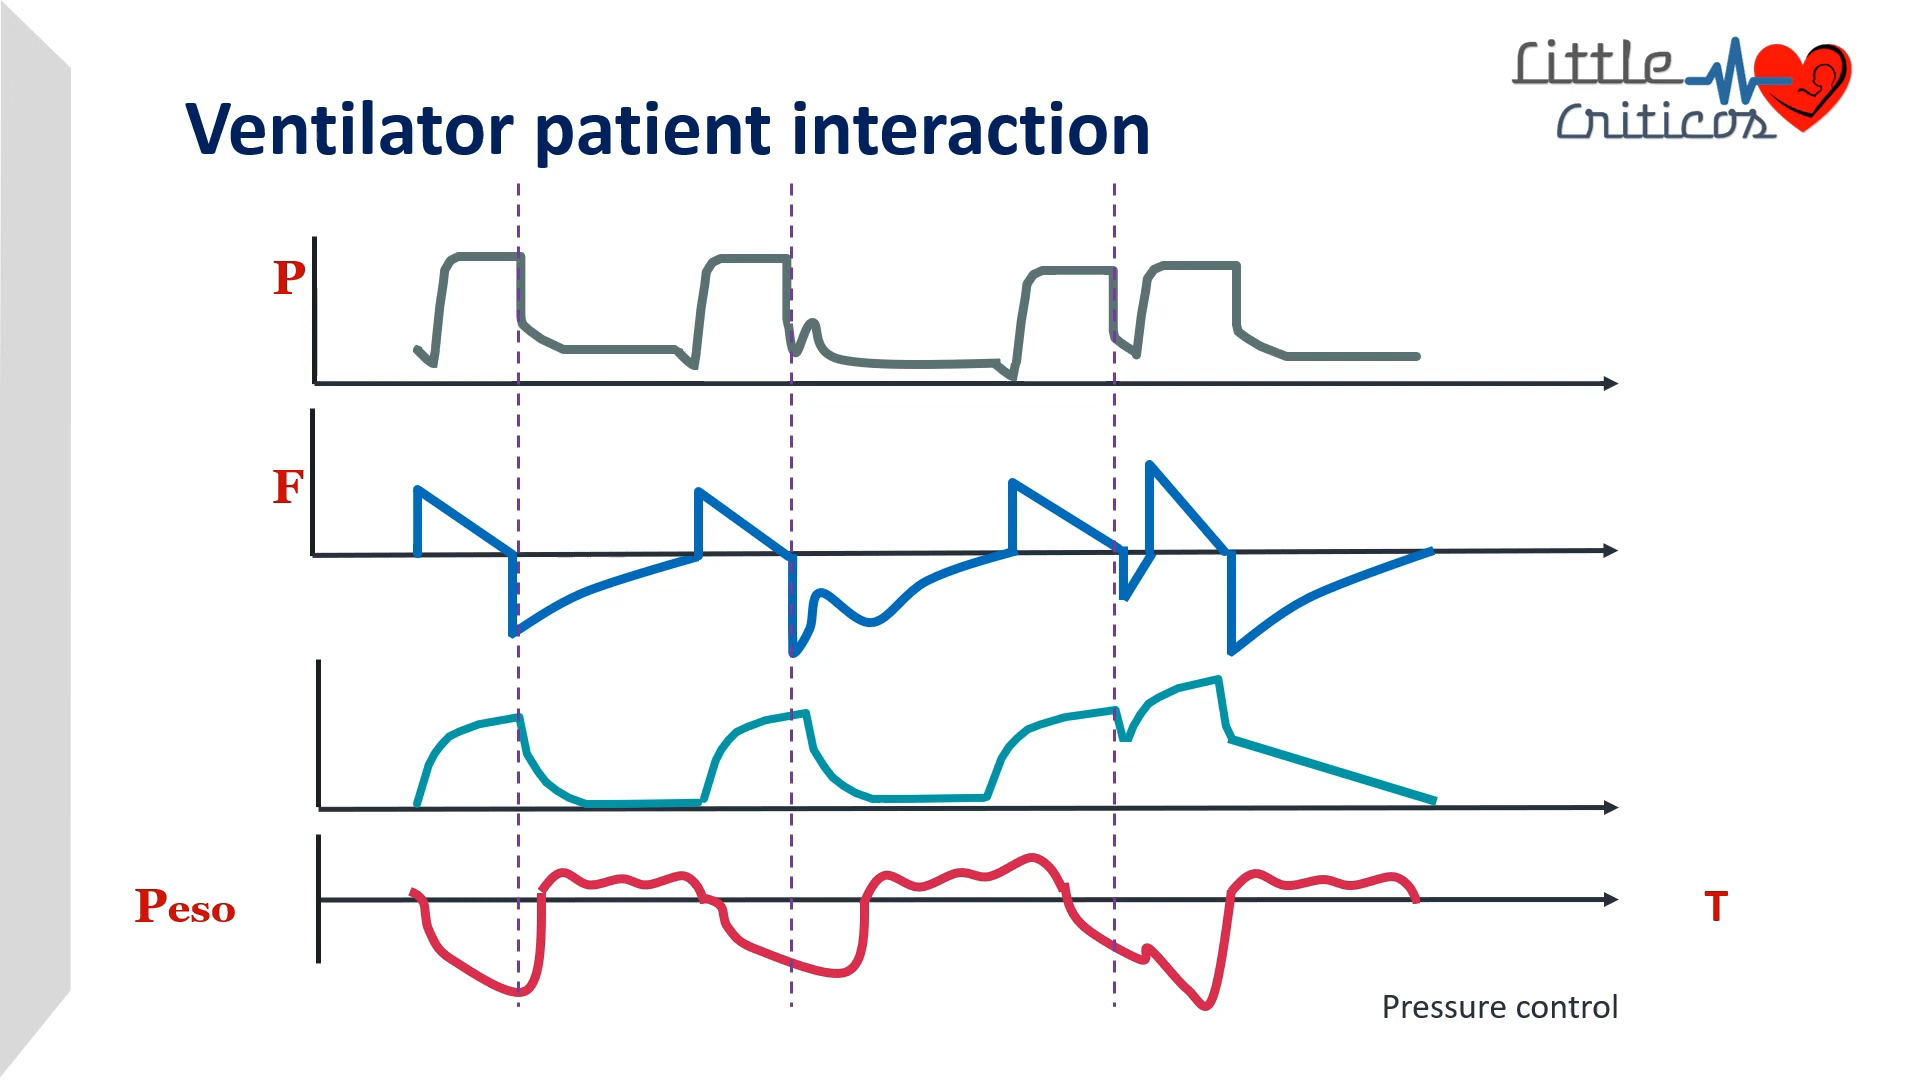 Little
Criticos
Ventilator patient interaction
P
F
Peso
T
Pressure control